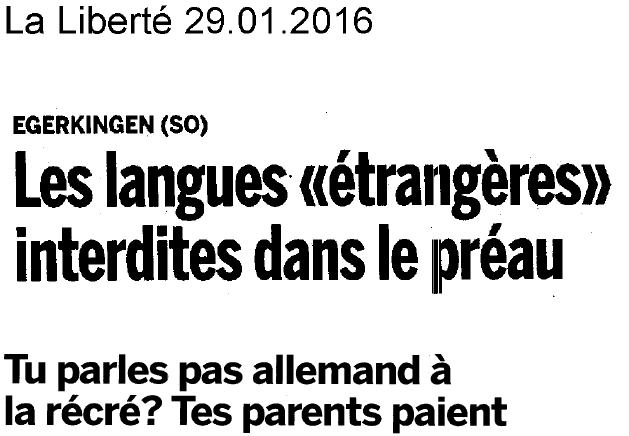 La Liberté 29.01.2016
EGERKINGEN (SO)
Les langues «étrangères»
interdites dans le préau
Tu parles pas allemand à
la récré? Tes parents paient